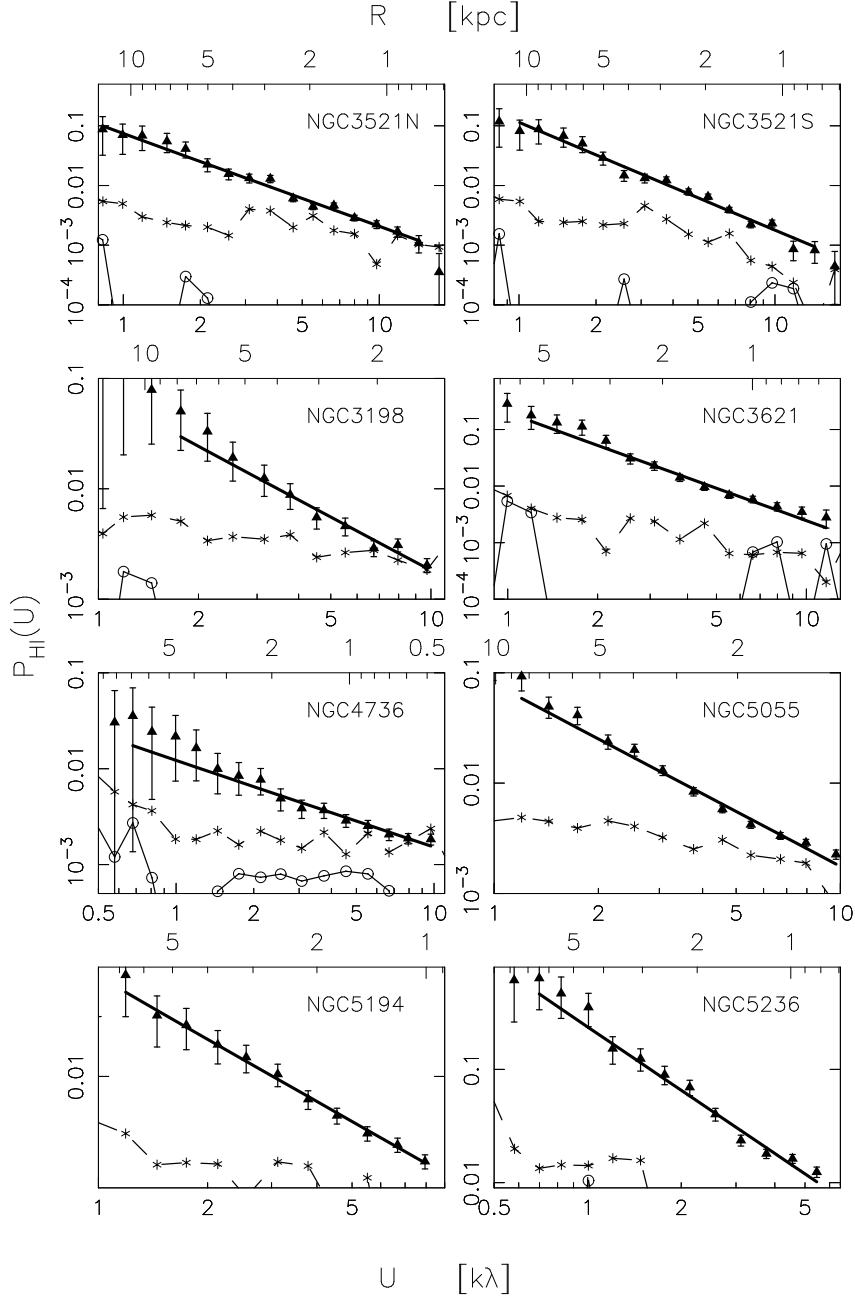 R [kpc]
10 5 2 1 10 5 2 1
NGC3521N NGC3521S
0.1 0.01 10⁻³ 10⁻⁴ 0.1 0.01 10⁻³ 10⁻⁴
1 2 5 10 1 2 5 10
10 5 2 5 2 1
NGC3198 NGC3621
0.1 0.01 10⁻³ 0.1 0.01 10⁻³ 10⁻⁴
2 5 10 1 2 5 10
P_HI(U)
5 2 1 0.5 10 5 2
NGC4736 NGC5055
0.1 0.01 10⁻³ 0.1 0.01 10⁻³
0.5 1 2 5 10 1 2 5 10
5 2 1 5 2 1
NGC5194 NGC5236
0.01 0.1 0.01
1 2 5 0.5 1 2 5
U [kλ]